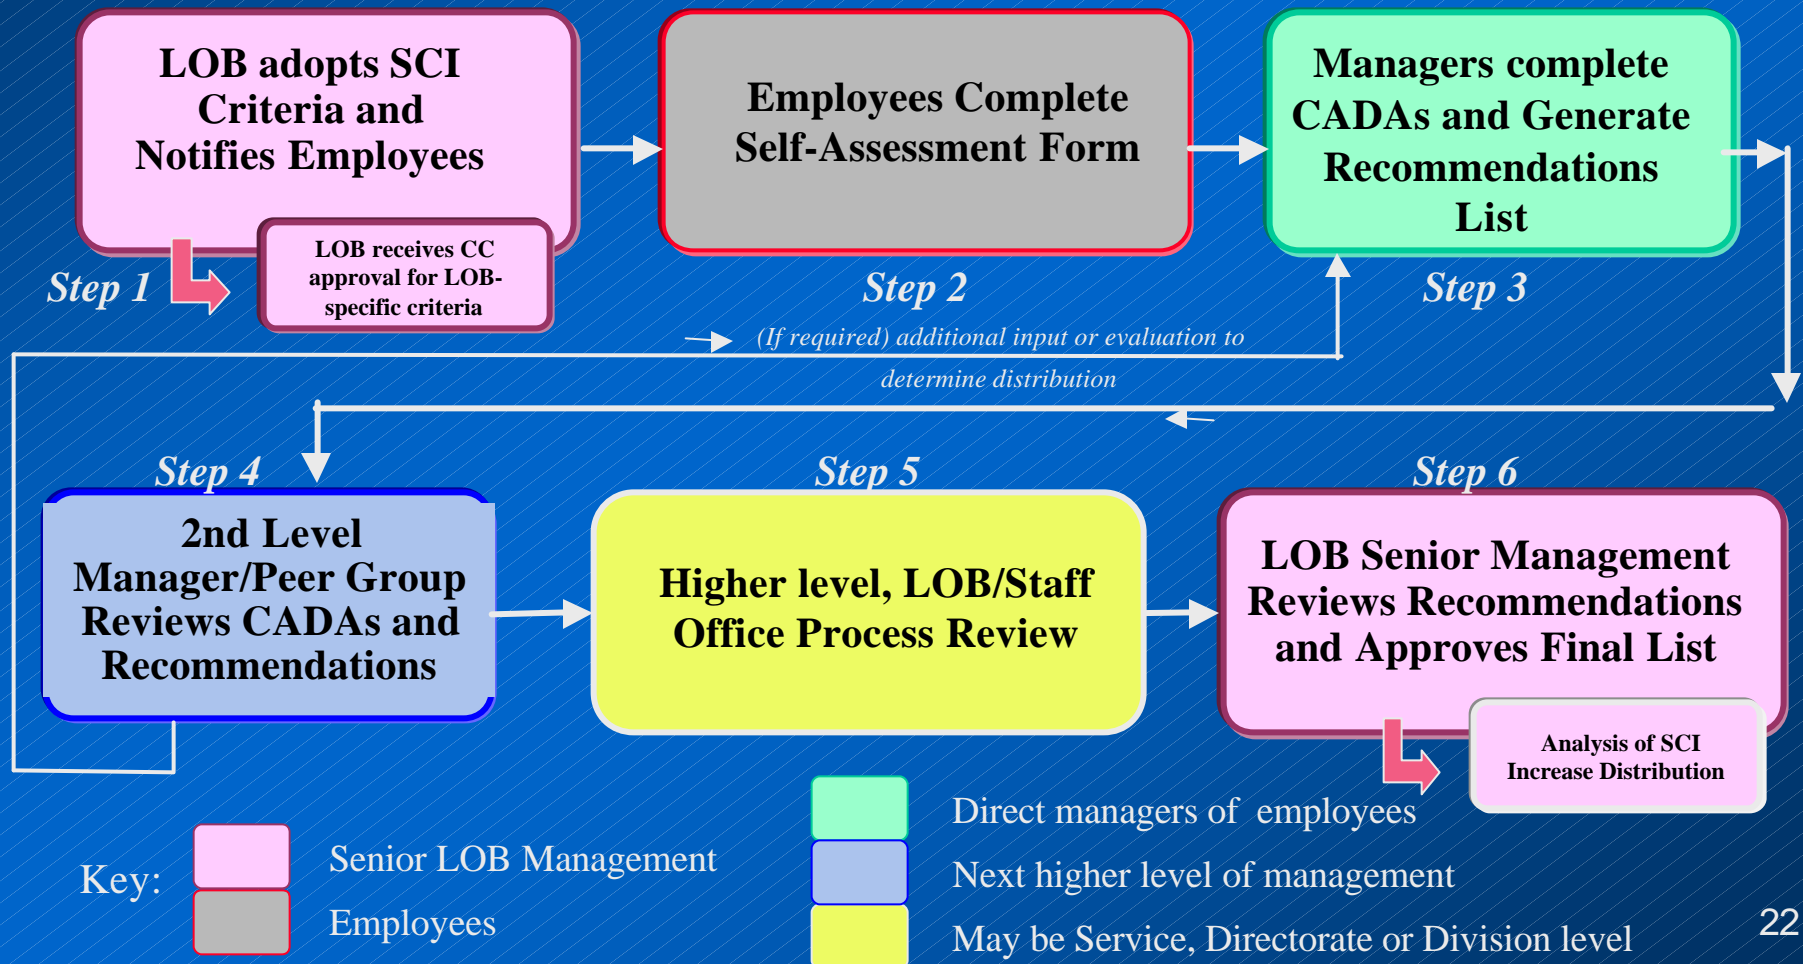 LOB adopts SCI
Criteria and
Notifies Employees
LOB receives CC
approval for LOB-
specific criteria
Step 1
Employees Complete
Self-Assessment Form
Step 2
Managers complete
CADAs and Generate
Recommendations
List
Step 3
(If required) additional input or evaluation to
determine distribution
Step 4
2nd Level
Manager/Peer Group
Reviews CADAs and
Recommendations
Step 5
Higher level, LOB/Staff
Office Process Review
Step 6
LOB Senior Management
Reviews Recommendations
and Approves Final List
Analysis of SCI
Increase Distribution
Key:
Senior LOB Management
Employees
Direct managers of employees
Next higher level of management
May be Service, Directorate or Division level
22